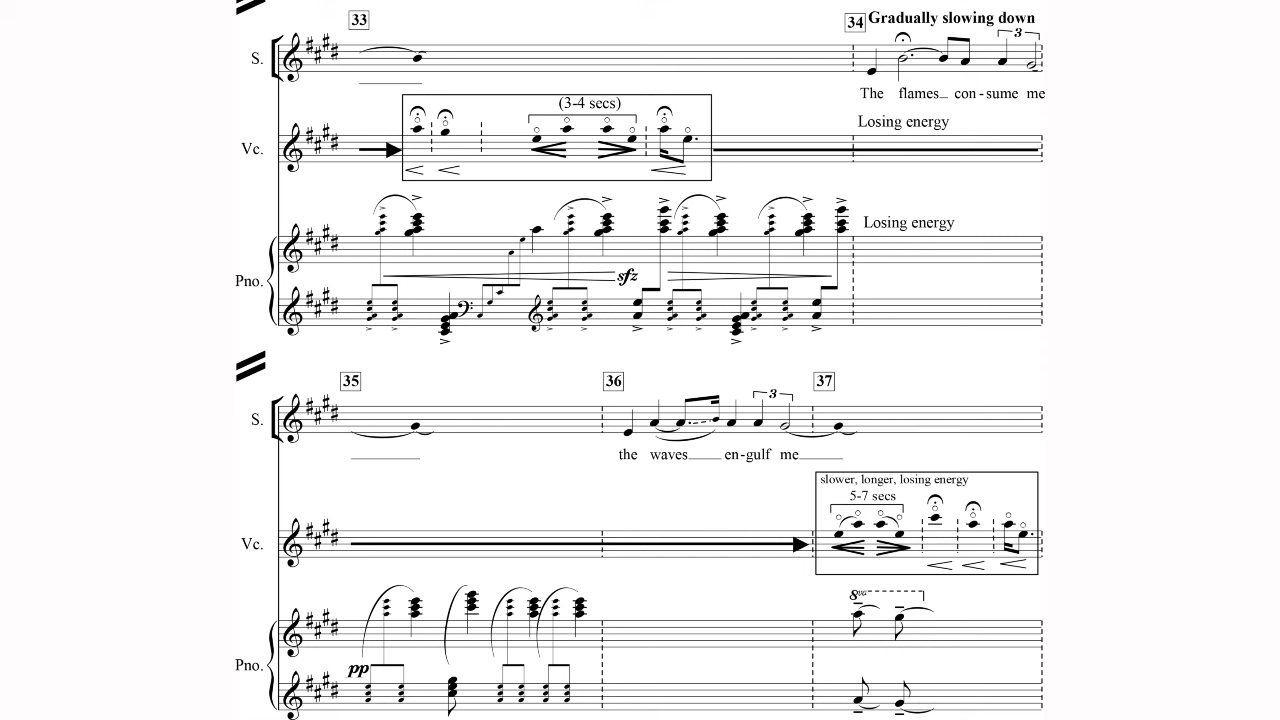 33
34 Gradually slowing down
S.
3
The flames con-sume me
(3-4 secs)
Losing energy
Vc.
Losing energy
Pno.
sfz
35
36
37
S.
3
the waves en-gulf me
slower, longer, losing energy
5-7 secs
Vc.
8va
Pno.
pp